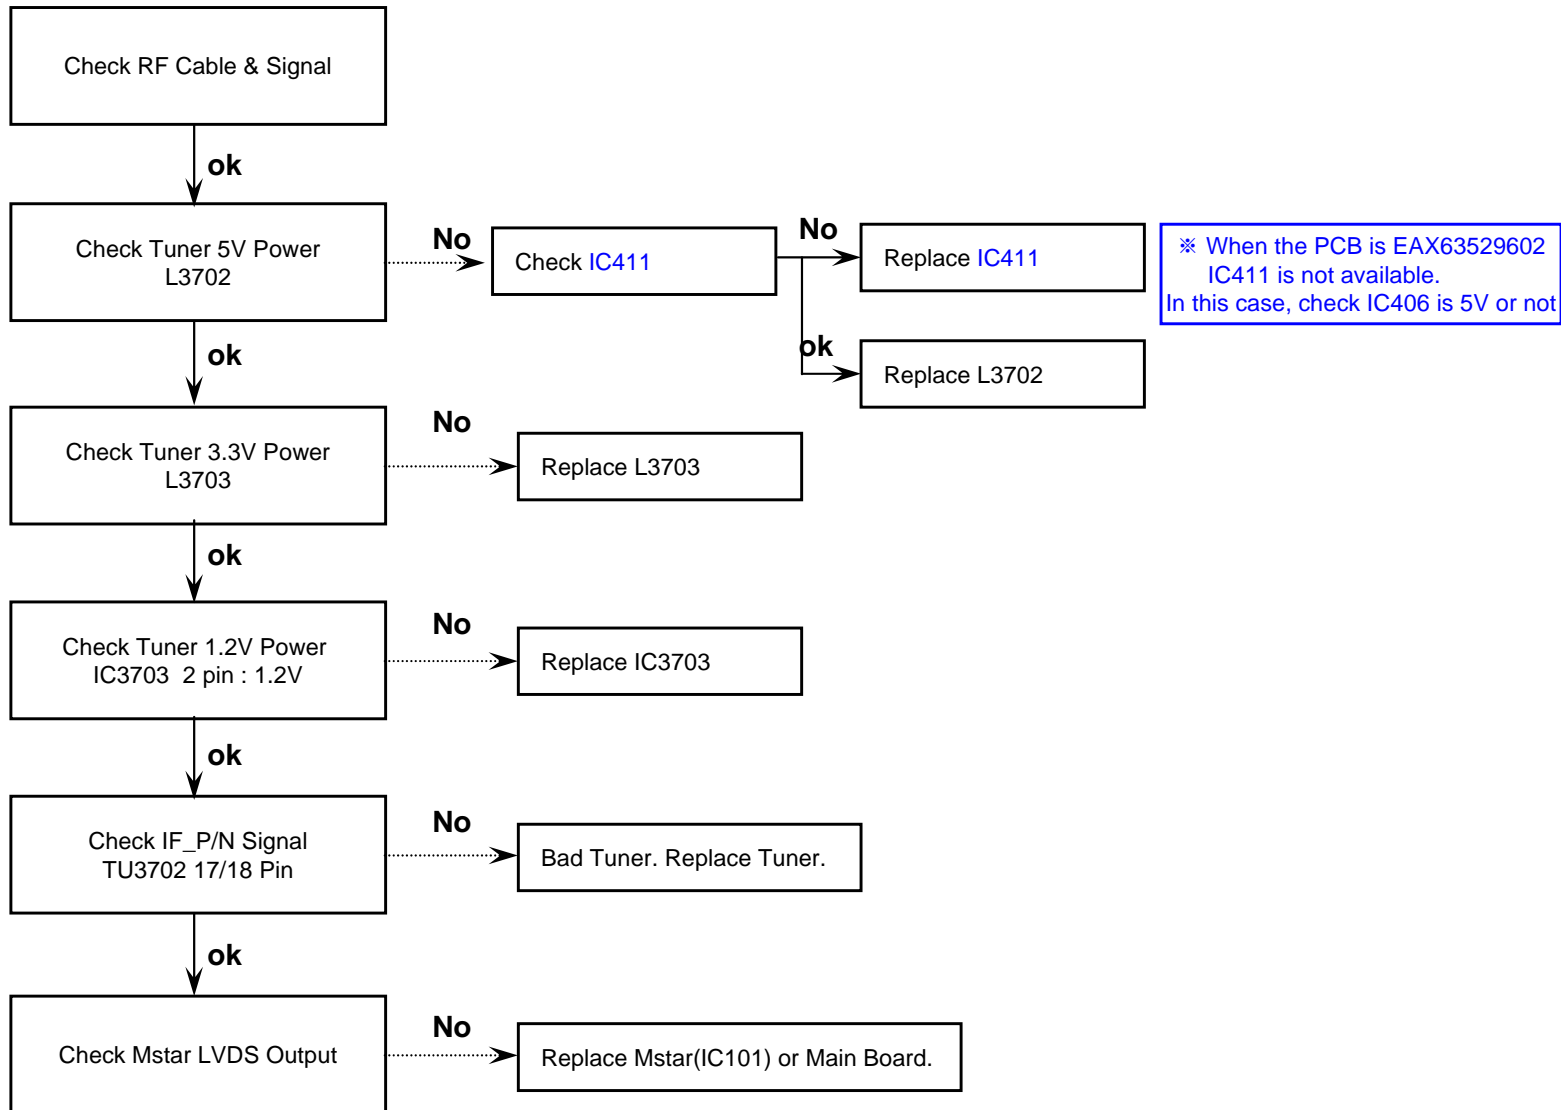 Check RF Cable & Signal
ok
Check Tuner 5V Power
L3702
No
Check IC411
No
Replace IC411
※ When the PCB is EAX63529602
IC411 is not available.
In this case, check IC406 is 5V or not
ok
Replace L3702
ok
Check Tuner 3.3V Power
L3703
No
Replace L3703
ok
Check Tuner 1.2V Power
IC3703 2 pin : 1.2V
No
Replace IC3703
ok
Check IF_P/N Signal
TU3702 17/18 Pin
No
Bad Tuner. Replace Tuner.
ok
Check Mstar LVDS Output
No
Replace Mstar(IC101) or Main Board.